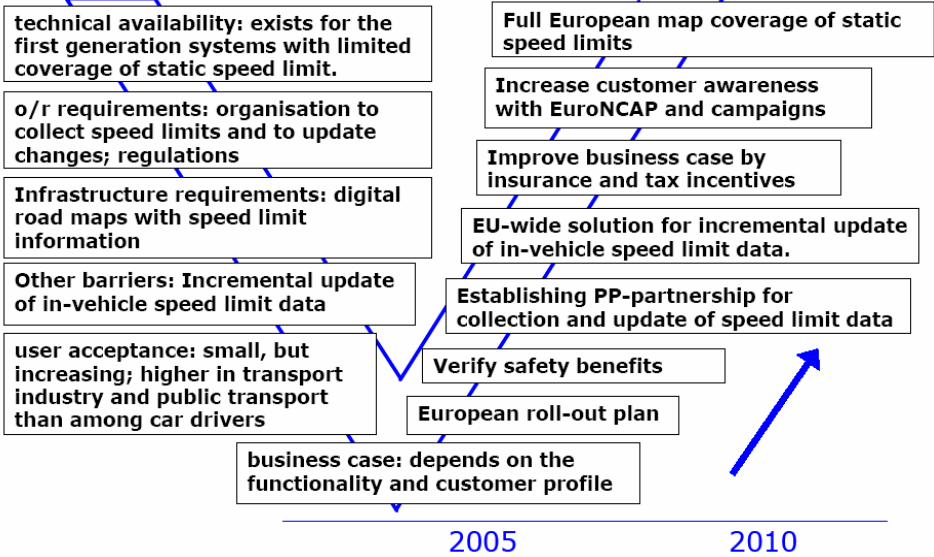 technical availability: exists for the
first generation systems with limited
coverage of static speed limit.
o/r requirements: organisation to
collect speed limits and to update
changes; regulations
Infrastructure requirements: digital
road maps with speed limit
information
Other barriers: Incremental update
of in-vehicle speed limit data
user acceptance: small, but
increasing; higher in transport
industry and public transport
than among car drivers
business case: depends on the
functionality and customer profile
Full European map coverage of static
speed limits
Increase customer awareness
with EuroNCAP and campaigns
Improve business case by
insurance and tax incentives
EU-wide solution for incremental update
of in-vehicle speed limit data.
Establishing PP-partnership for
collection and update of speed limit data
Verify safety benefits
European roll-out plan
2005
2010